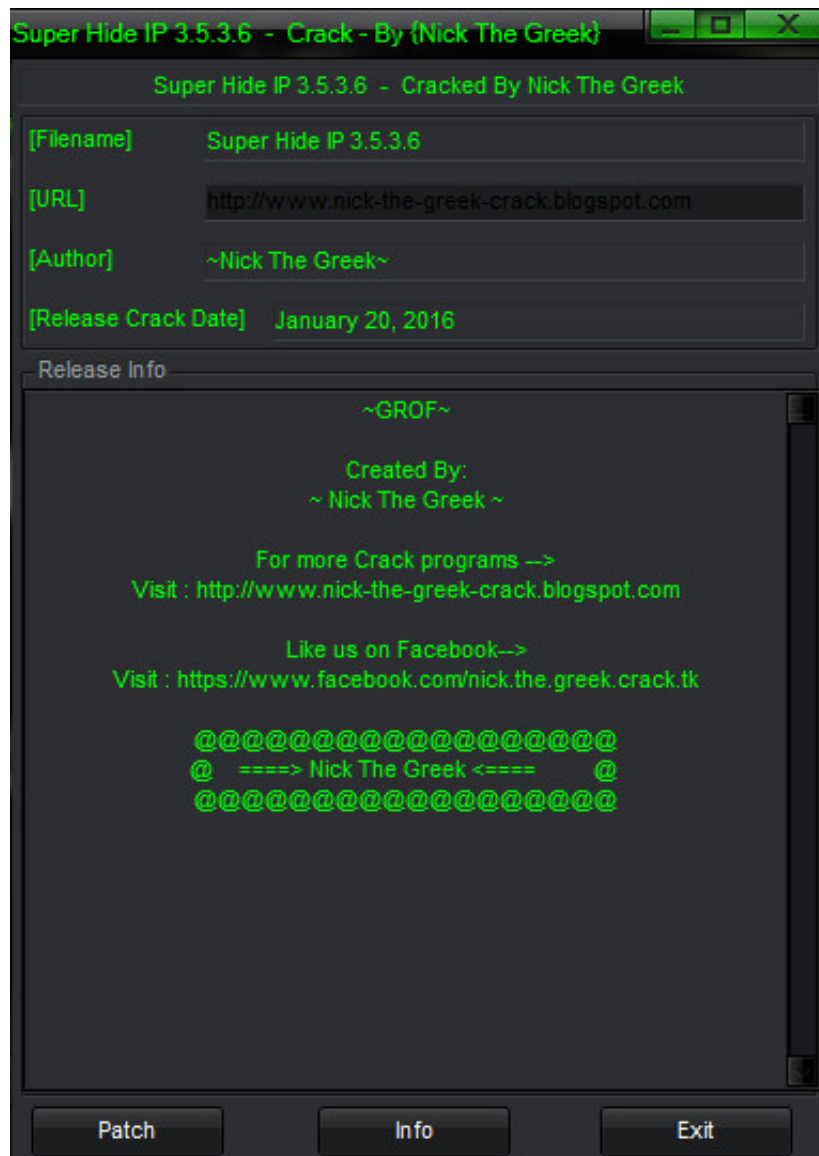 Super Hide IP 3.5.3.6 - Crack - By {Nick The Greek}
Super Hide IP 3.5.3.6 - Cracked By Nick The Greek
[Filename] Super Hide IP 3.5.3.6
[URL] http://www.nick-the-greek-crack.blogspot.com
[Author] ~Nick The Greek~
[Release Crack Date] January 20, 2016
Release Info
~GROF~
Created By:
~ Nick The Greek ~
For more Crack programs -->
Visit : http://www.nick-the-greek-crack.blogspot.com
Like us on Facebook-->
Visit : https://www.facebook.com/nick.the.greek.crack.tk
@@@@@@@@@@@@@@@@@@
@ ====> Nick The Greek <==== @
@@@@@@@@@@@@@@@@@@
Patch Info Exit